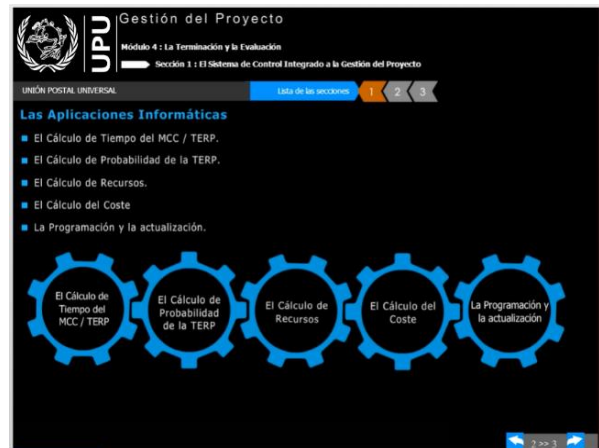 UPU
Gestión del Proyecto
Módulo 4 : La Terminación y la Evaluación
Sección 1 : El Sistema de Control Integrado a la Gestión del Proyecto
UNIÓN POSTAL UNIVERSAL
Lista de las secciones 1 2 3
Las Aplicaciones Informáticas
El Cálculo de Tiempo del MCC / TERP.
El Cálculo de Probabilidad de la TERP.
El Cálculo de Recursos.
El Cálculo del Coste
La Programación y la actualización.
El Cálculo de
Tiempo del
MCC / TERP
El Cálculo de
Probabilidad
de la TERP
El Cálculo de
Recursos
El Cálculo del
Coste
La Programación y
la actualización
2 >> 3